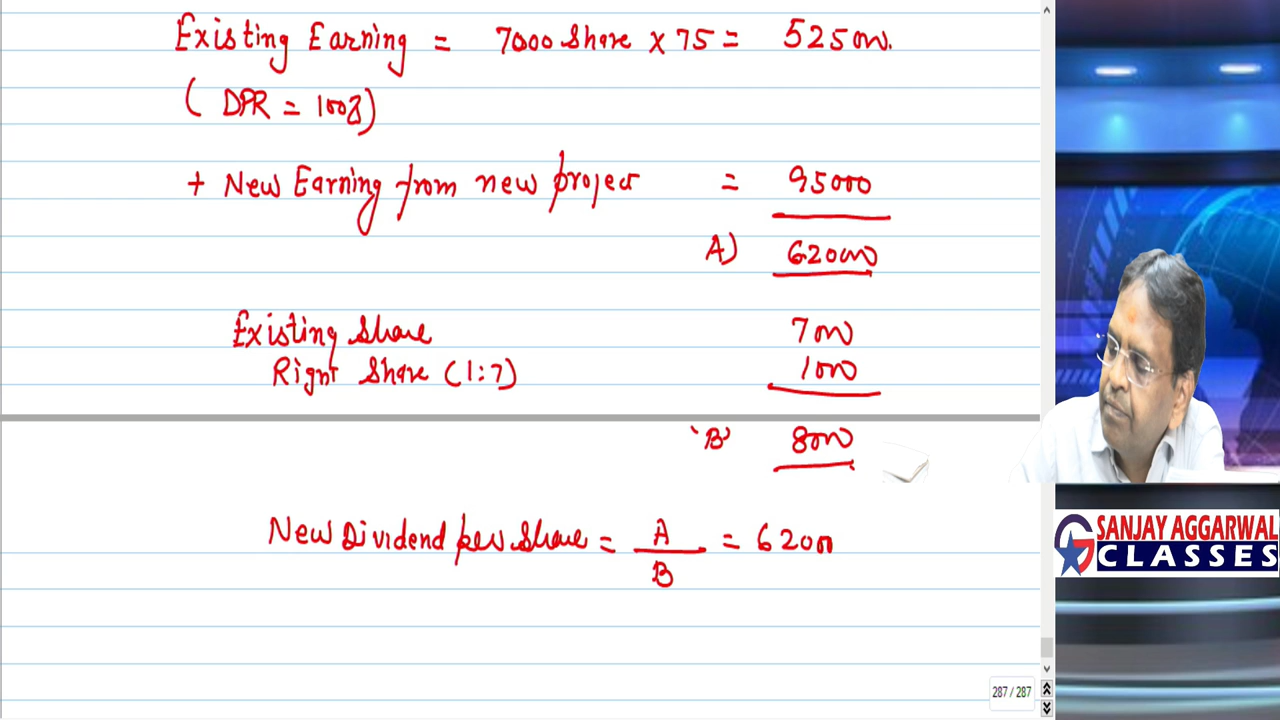 Existing Earning = 7000 Share x 75 = 525000.
( DPR = 100%)
+ New Earning from new project = 95000
A) 620000
Existing Share 7000
Right Share (1:7) 1000
'B' 8000
New Dividend per Share = A / B = 62000
287 / 287
SANJAY AGGARWAL
CLASSES